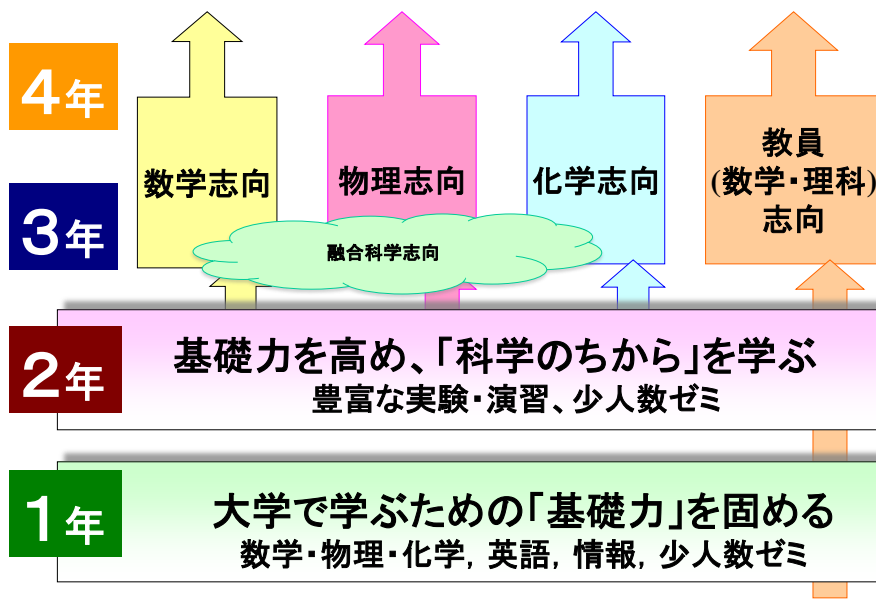 4年
数学志向
物理志向
化学志向
教員
(数学・理科)
志向
3年
融合科学志向
2年
基礎力を高め、「科学のちから」を学ぶ
豊富な実験・演習、少人数ゼミ
1年
大学で学ぶための「基礎力」を固める
数学・物理・化学, 英語, 情報, 少人数ゼミ